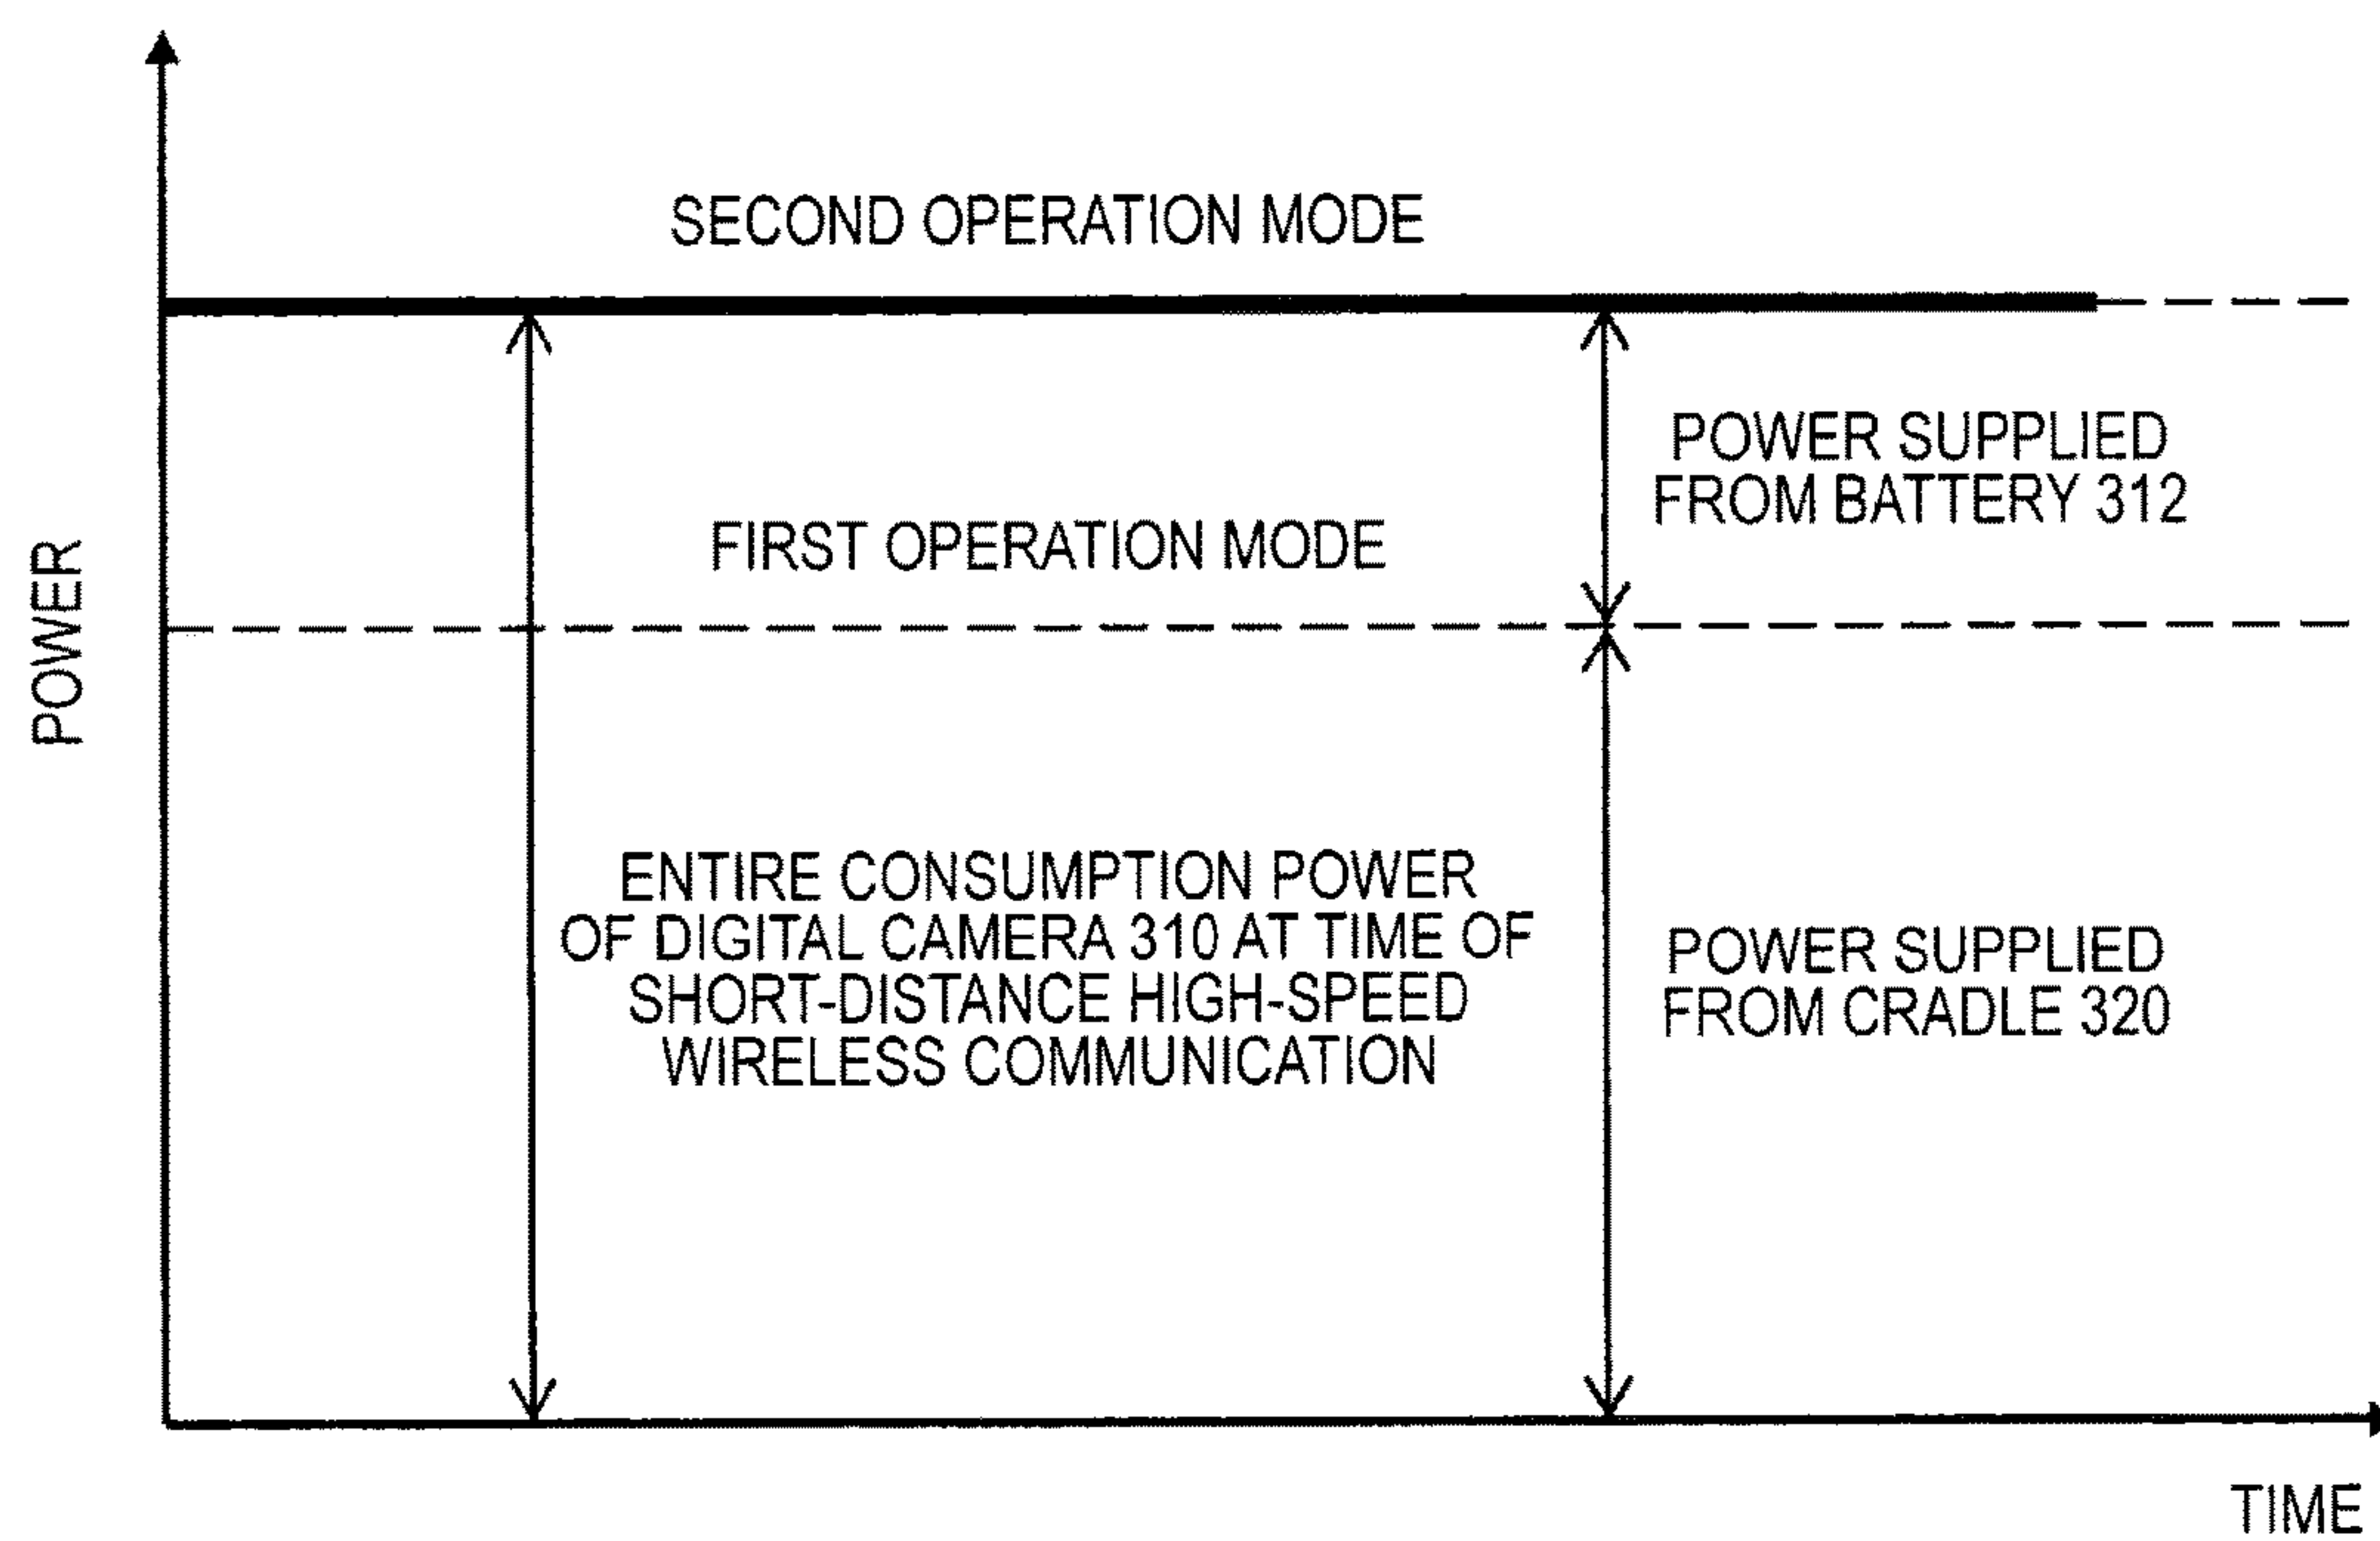 SECOND OPERATION MODE
POWER SUPPLIED
FROM BATTERY 312
FIRST OPERATION MODE
POWER
ENTIRE CONSUMPTION POWER
OF DIGITAL CAMERA 310 AT TIME OF
SHORT-DISTANCE HIGH-SPEED
WIRELESS COMMUNICATION
POWER SUPPLIED
FROM CRADLE 320
TIME